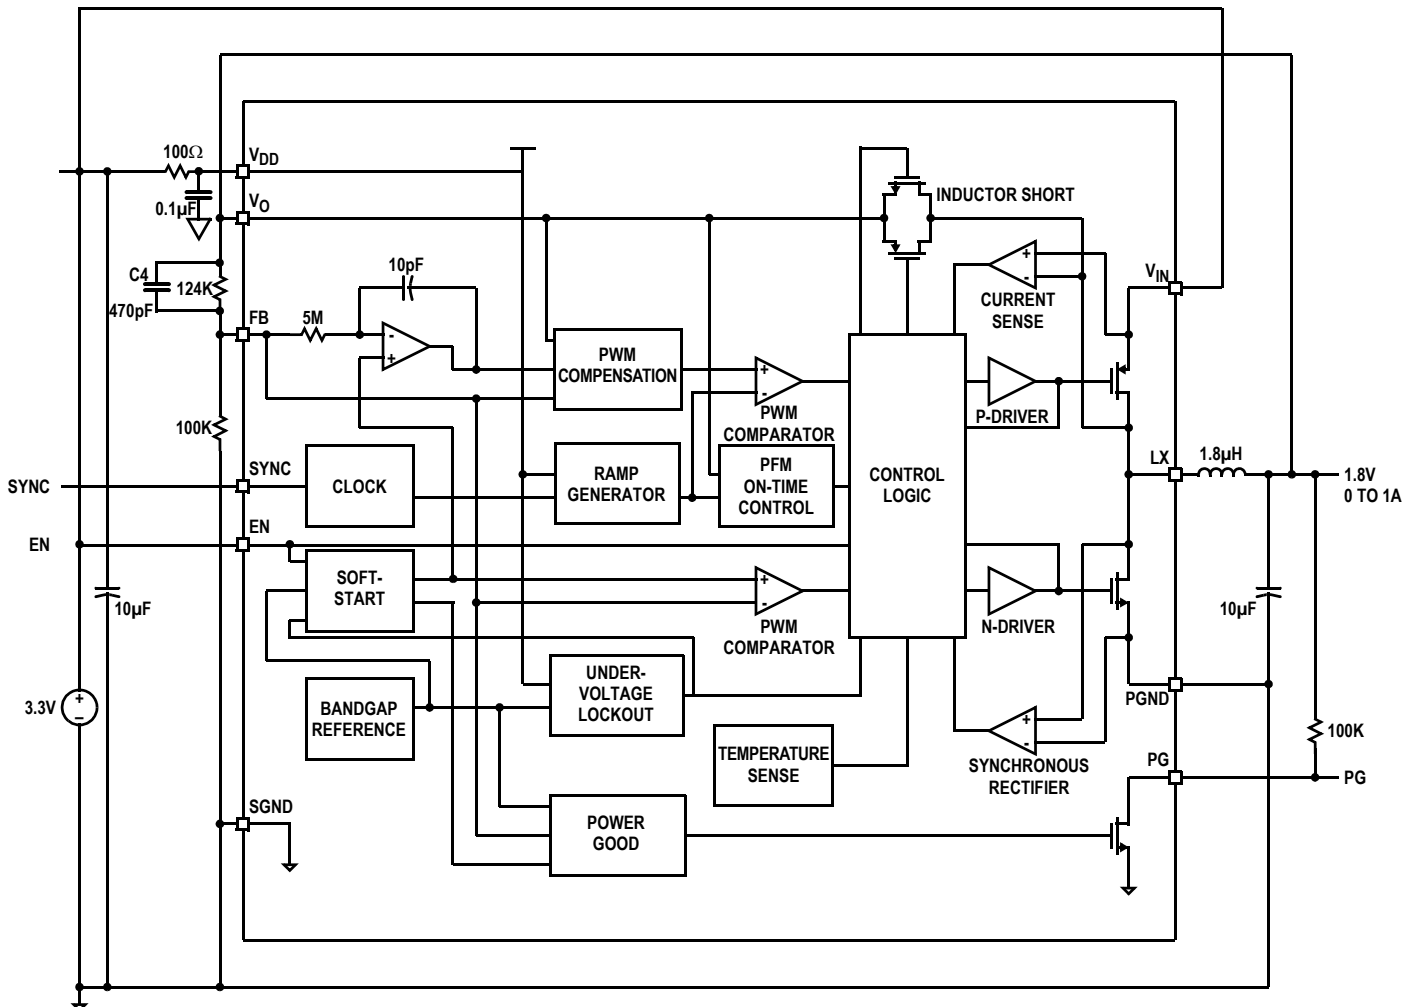 100Ω
VDD
0.1µF
VO
INDUCTOR SHORT
C4
470pF
124K
10pF
+
-
CURRENT
SENSE
VIN
FB
5M
-
+
PWM
COMPENSATION
+
-
PWM
COMPARATOR
P-DRIVER
100K
SYNC
SYNC
CLOCK
RAMP
GENERATOR
PFM
ON-TIME
CONTROL
CONTROL
LOGIC
LX
1.8µH
1.8V
0 TO 1A
EN
EN
SOFT-
START
+
-
PWM
COMPARATOR
N-DRIVER
10µF
10µF
+
–
3.3V
BANDGAP
REFERENCE
UNDER-
VOLTAGE
LOCKOUT
TEMPERATURE
SENSE
+
-
SYNCHRONOUS
RECTIFIER
PGND
100K
PG
PG
SGND
POWER
GOOD